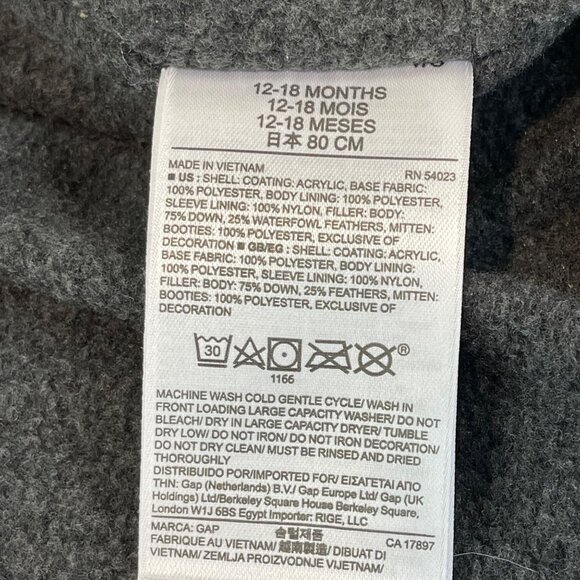 12-18 MONTHS
12-18 MOIS
12-18 MESES
日本 80 CM
MADE IN VIETNAM RN 54023
■ US : SHELL: COATING: ACRYLIC, BASE FABRIC:
100% POLYESTER, BODY LINING: 100% POLYESTER,
SLEEVE LINING: 100% NYLON, FILLER: BODY:
75% DOWN, 25% WATERFOWL FEATHERS, MITTEN:
BOOTIES: 100% POLYESTER, EXCLUSIVE OF
DECORATION ■ GB/EG : SHELL: COATING: ACRYLIC,
BASE FABRIC: 100% POLYESTER, BODY LINING:
100% POLYESTER, SLEEVE LINING: 100% NYLON,
FILLER: BODY: 75% DOWN, 25% FEATHERS, MITTEN:
BOOTIES: 100% POLYESTER, EXCLUSIVE OF
DECORATION
30 ®
1166
MACHINE WASH COLD GENTLE CYCLE/ WASH IN
FRONT LOADING LARGE CAPACITY WASHER/ DO NOT
BLEACH/ DRY IN LARGE CAPACITY DRYER/ TUMBLE
DRY LOW/ DO NOT IRON/ DO NOT IRON DECORATION/
DO NOT DRY CLEAN/ MUST BE RINSED AND DRIED
THOROUGHLY
DISTRIBUIDO POR/IMPORTED FOR/ ΕΙΣΑΓΕΤΑΙ ΑΠΟ
ΤΗΝ: Gap (Netherlands) B.V./ Gap Europe Ltd/ Gap (UK
Holdings) Ltd/Berkeley Square House Berkeley Square,
London W1J 6BS Egypt Importer: RIGE, LLC
MARCA: GAP 솜털제품 CA 17897
FABRIQUE AU VIETNAM/ 越南製造/ DIBUAT DI
VIETNAM/ ZEMLJA PROIZVODNJE VIJETNAM/